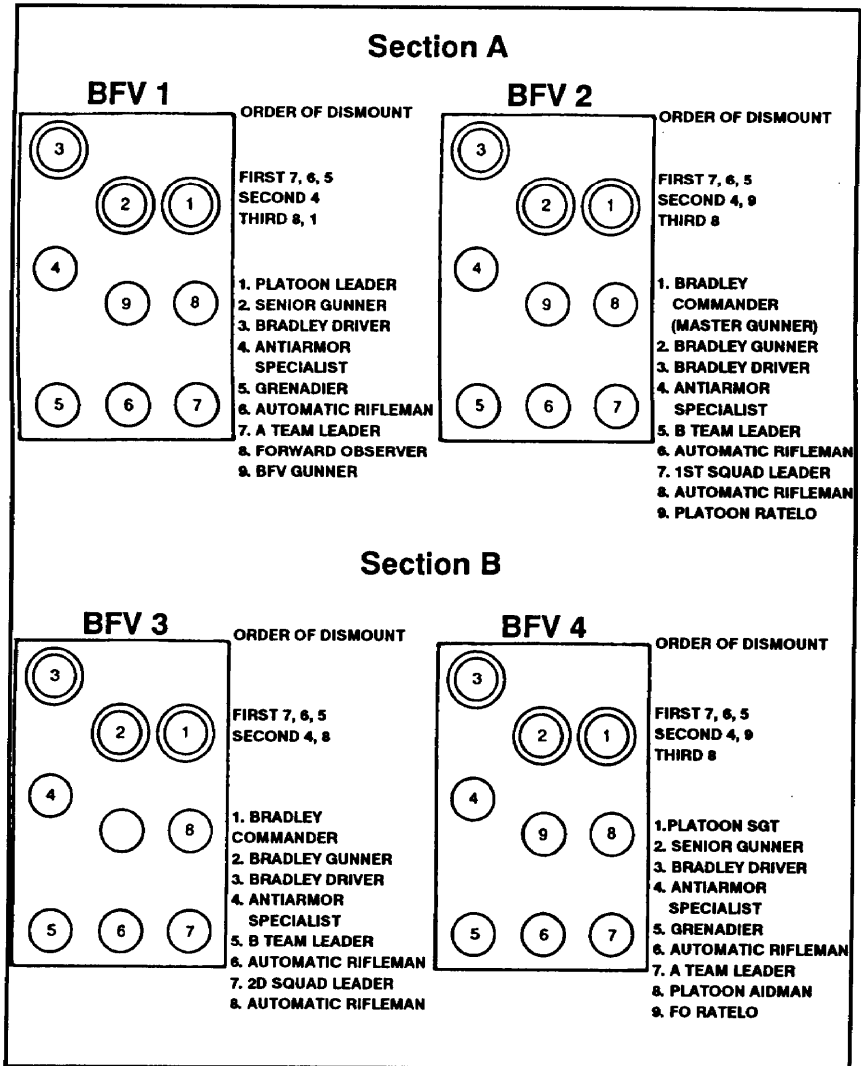 Section A
BFV 1
ORDER OF DISMOUNT
3
2
1
FIRST 7, 6, 5
SECOND 4
THIRD 8, 1
4
9
8
5
6
7
1. PLATOON LEADER
2. SENIOR GUNNER
3. BRADLEY DRIVER
4. ANTIARMOR
SPECIALIST
5. GRENADIER
6. AUTOMATIC RIFLEMAN
7. A TEAM LEADER
8. FORWARD OBSERVER
9. BFV GUNNER
BFV 2
ORDER OF DISMOUNT
3
2
1
FIRST 7, 6, 5
SECOND 4, 9
THIRD 8
4
9
8
5
6
7
1. BRADLEY
COMMANDER
(MASTER GUNNER)
2. BRADLEY GUNNER
3. BRADLEY DRIVER
4. ANTIARMOR
SPECIALIST
5. B TEAM LEADER
6. AUTOMATIC RIFLEMAN
7. 1ST SQUAD LEADER
8. AUTOMATIC RIFLEMAN
9. PLATOON RATELO
Section B
BFV 3
ORDER OF DISMOUNT
3
2
1
FIRST 7, 6, 5
SECOND 4, 8
4
8
5
6
7
1. BRADLEY
COMMANDER
2. BRADLEY GUNNER
3. BRADLEY DRIVER
4. ANTIARMOR
SPECIALIST
5. B TEAM LEADER
6. AUTOMATIC RIFLEMAN
7. 2D SQUAD LEADER
8. AUTOMATIC RIFLEMAN
BFV 4
ORDER OF DISMOUNT
3
2
1
FIRST 7, 6, 5
SECOND 4, 9
THIRD 8
4
9
8
5
6
7
1.PLATOON SGT
2. SENIOR GUNNER
3. BRADLEY DRIVER
4. ANTIARMOR
SPECIALIST
5. GRENADIER
6. AUTOMATIC RIFLEMAN
7. A TEAM LEADER
8. PLATOON AIDMAN
9. FO RATELO